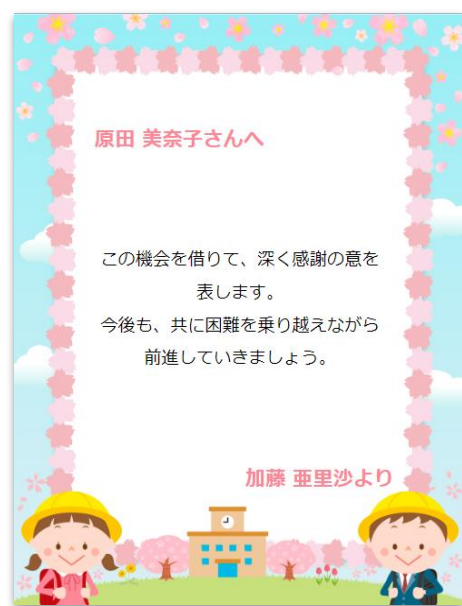 原田 美奈子さんへ
この機会を借りて、深く感謝の意を
表します。
今後も、共に困難を乗り越えながら
前進していきましょう。
加藤 亜里沙より